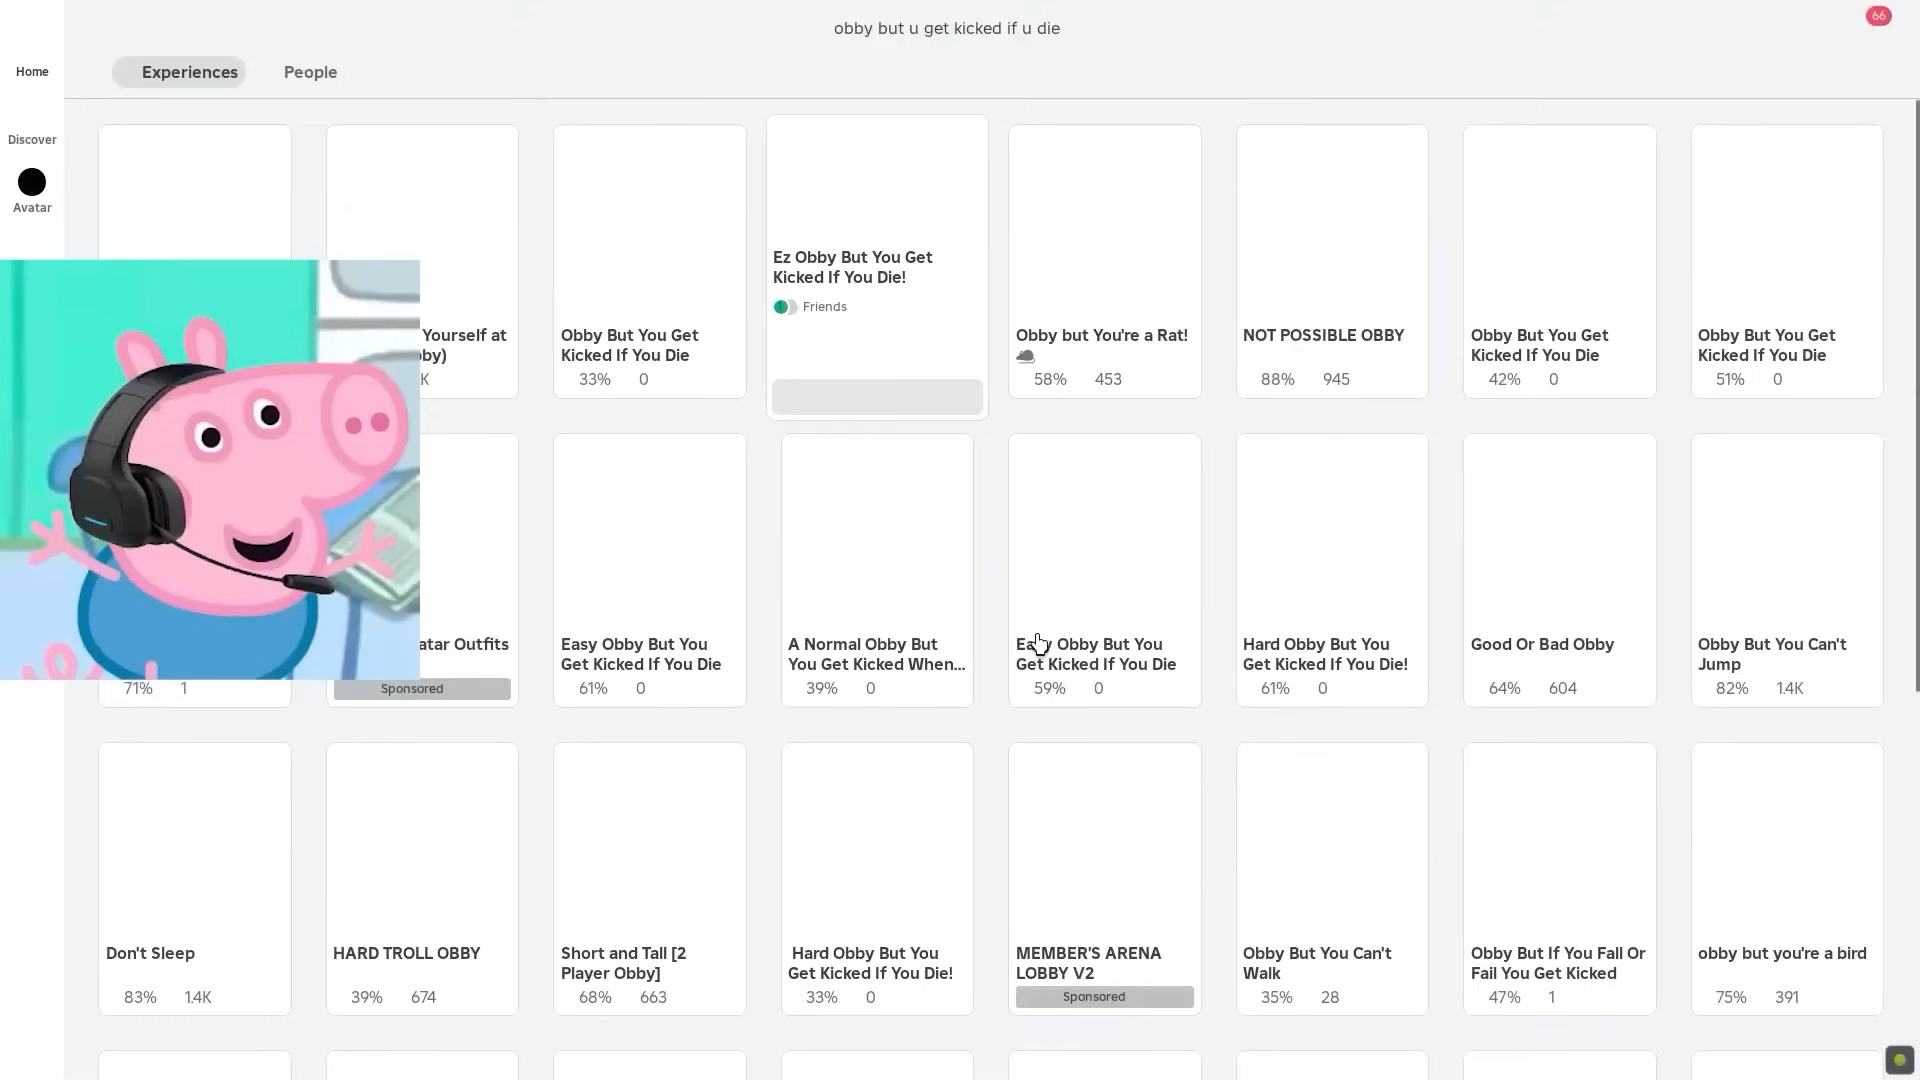 obby but u get kicked if u die
66
Home
Discover
Avatar
Experiences
People
Yourself at
by)
K
Obby But You Get
Kicked If You Die
33% 0
Ez Obby But You Get
Kicked If You Die!
Friends
Obby but You're a Rat!
58% 453
NOT POSSIBLE OBBY
88% 945
Obby But You Get
Kicked If You Die
42% 0
Obby But You Get
Kicked If You Die
51% 0
71% 1
atar Outfits
Sponsored
Easy Obby But You
Get Kicked If You Die
61% 0
A Normal Obby But
You Get Kicked When...
39% 0
Easy Obby But You
Get Kicked If You Die
59% 0
Hard Obby But You
Get Kicked If You Die!
61% 0
Good Or Bad Obby
64% 604
Obby But You Can't
Jump
82% 1.4K
Don't Sleep
83% 1.4K
HARD TROLL OBBY
39% 674
Short and Tall [2
Player Obby]
68% 663
Hard Obby But You
Get Kicked If You Die!
33% 0
MEMBER'S ARENA
LOBBY V2
Sponsored
Obby But You Can't
Walk
35% 28
Obby But If You Fall Or
Fail You Get Kicked
47% 1
obby but you're a bird
75% 391